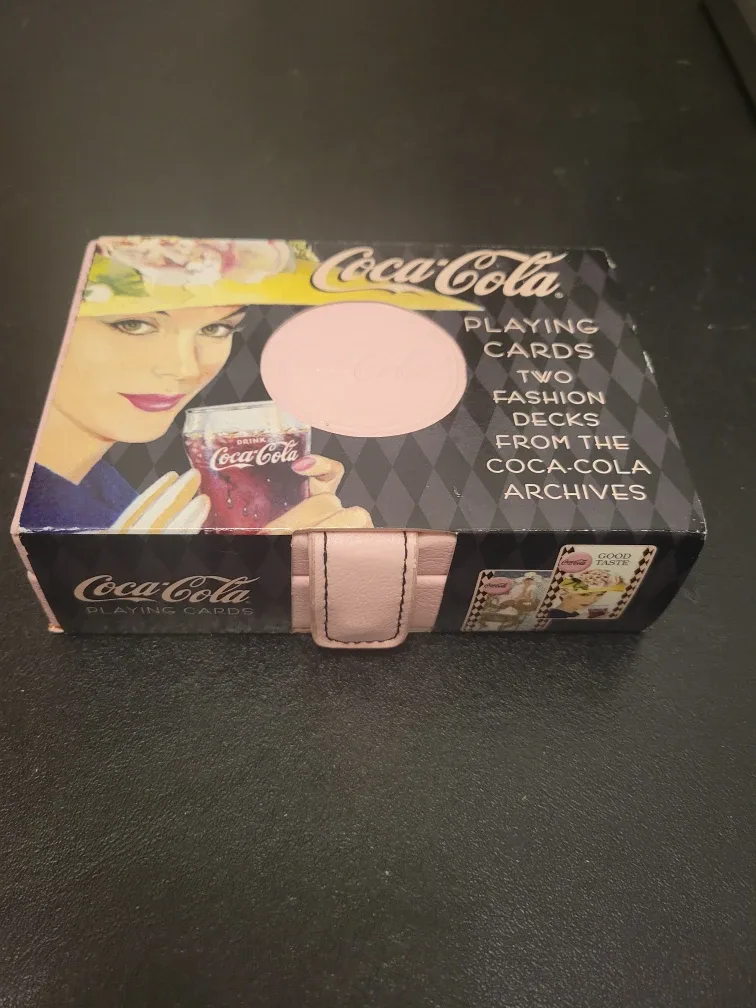 Coca-Cola®
PLAYING
CARDS
TWO
FASHION
DECKS
FROM THE
COCA-COLA
ARCHIVES
DRINK
Coca-Cola
Coca-Cola
PLAYING CARDS
GOOD
TASTE